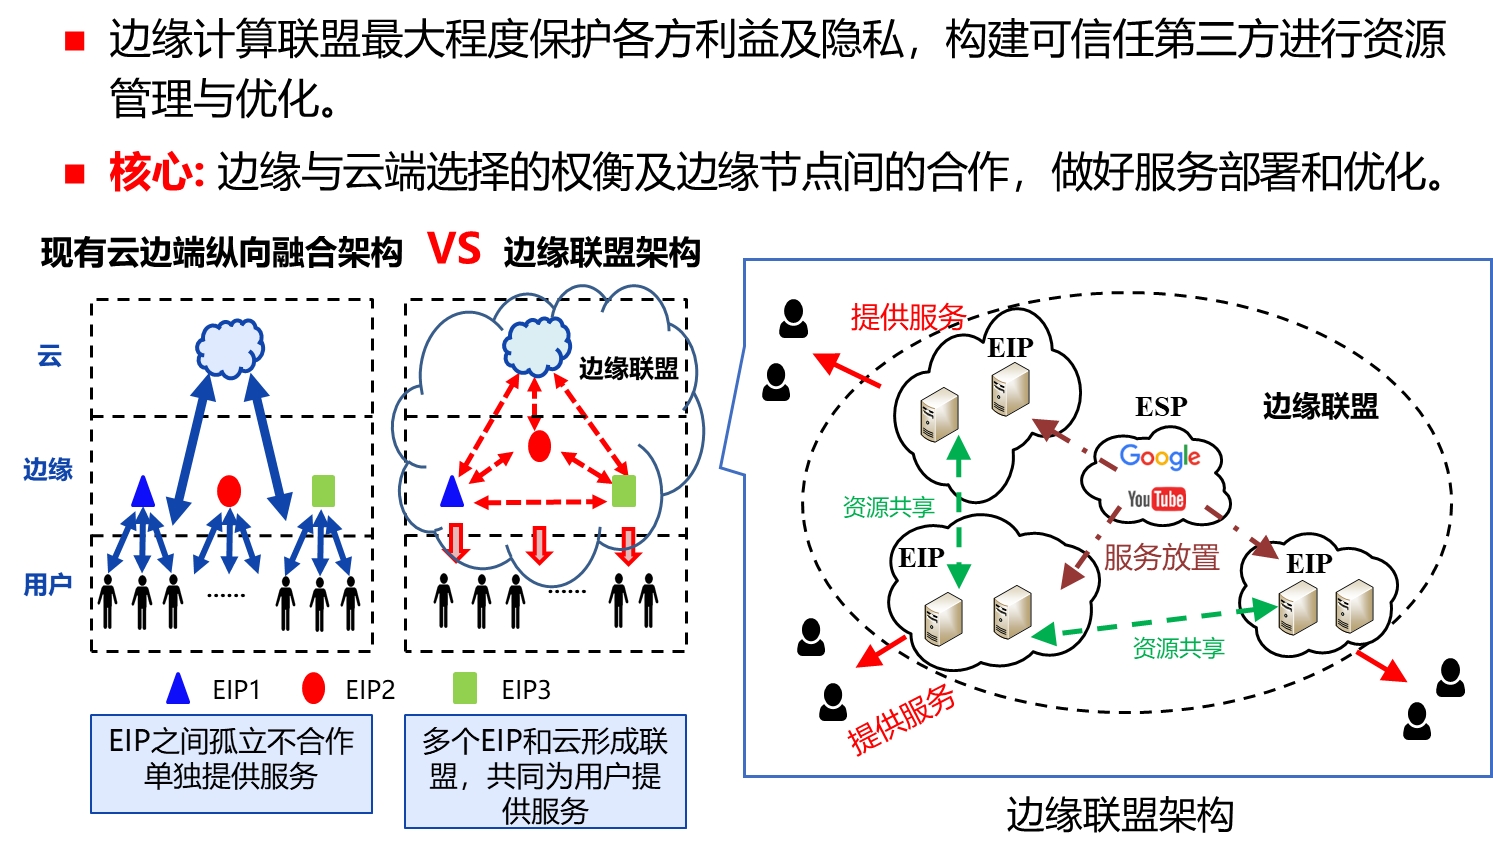 边缘计算联盟最大程度保护各方利益及隐私，构建可信任第三方进行资源
管理与优化。
核心: 边缘与云端选择的权衡及边缘节点间的合作，做好服务部署和优化。
现有云边端纵向融合架构 VS 边缘联盟架构
云
边缘
用户
边缘联盟
......
......
EIP1 EIP2 EIP3
EIP之间孤立不合作
单独提供服务
多个EIP和云形成联
盟，共同为用户提
供服务
提供服务
EIP
ESP
边缘联盟
Google
YouTube
资源共享
EIP
服务放置
EIP
资源共享
提供服务
边缘联盟架构